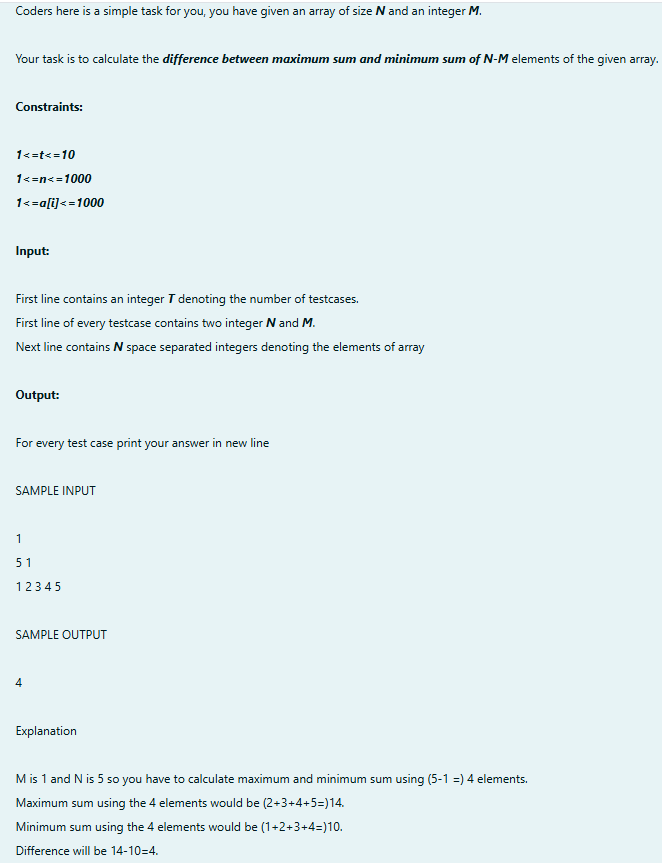 Coders here is a simple task for you, you have given an array of size N and an integer M.
Your task is to calculate the difference between maximum sum and minimum sum of N-M elements of the given array.
Constraints:
1<=t<=10
1<=n<=1000
1<=a[i]<=1000
Input:
First line contains an integer T denoting the number of testcases.
First line of every testcase contains two integer N and M.
Next line contains N space separated integers denoting the elements of array
Output:
For every test case print your answer in new line
SAMPLE INPUT
1
5 1
1 2 3 4 5
SAMPLE OUTPUT
4
Explanation
M is 1 and N is 5 so you have to calculate maximum and minimum sum using (5-1 =) 4 elements.
Maximum sum using the 4 elements would be (2+3+4+5=)14.
Minimum sum using the 4 elements would be (1+2+3+4=)10.
Difference will be 14-10=4.